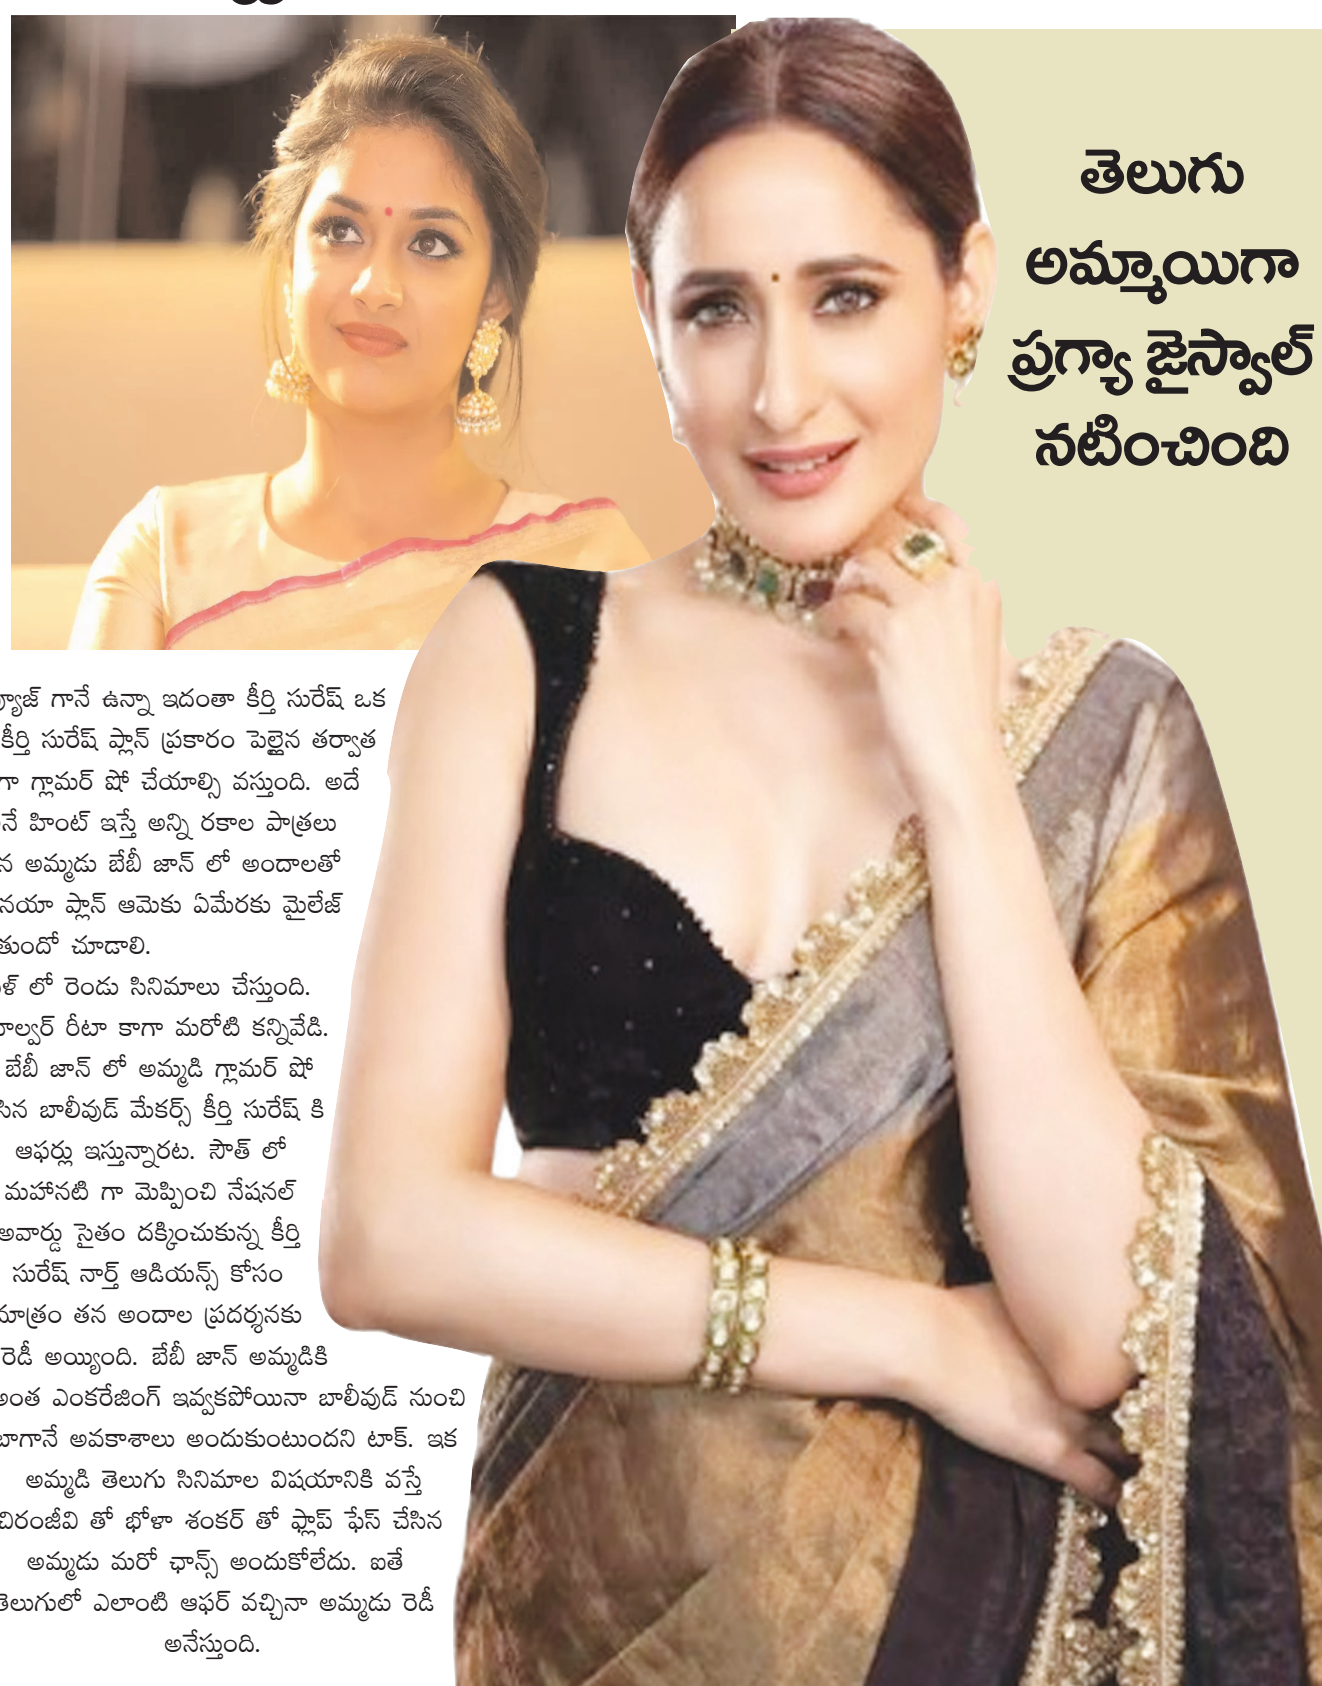 తెలుగు
అమ్మాయిగా
ప్రగ్యా జైస్వాల్
నటించింది
గానే ఉన్నా ఇదంతా కీర్తి సురేష్ ఒక
కీర్తి సురేష్ ప్లాన్ ప్రకారం పెళ్లైన తర్వాత
గా గ్లామర్ షో చేయాల్సి వస్తుంది. అదే
నే హింట్ ఇస్తే అన్ని రకాల పాత్రలు
న అమ్మడు బేబీ జాన్ లో అందాలతో
నయా ప్లాన్ ఆమెకు ఏమేరకు మైలేజ్
తుందో చూడాలి.
లో రెండు సినిమాలు చేస్తుంది.
రీటా కాగా మరోటి కన్నివేడి.
బేబీ జాన్ లో అమ్మడి గ్లామర్ షో
సిన బాలీవుడ్ మేకర్స్ కీర్తి సురేష్ కి
ఆఫర్లు ఇస్తున్నారట. సౌత్ లో
మహానటి గా మెప్పించి నేషనల్
అవార్డు సైతం దక్కించుకున్న కీర్తి
సురేష్ నార్త్ ఆడియన్స్ కోసం
మాత్రం తన అందాల ప్రదర్శనకు
రెడీ అయ్యింది. బేబీ జాన్ అమ్మడికి
అంత ఎంకరేజింగ్ ఇవ్వకపోయినా బాలీవుడ్ నుంచి
బాగానే అవకాశాలు అందుకుంటుందని టాక్. ఇక
అమ్మడి తెలుగు సినిమాల విషయానికి వస్తే
చిరంజీవి తో భోళా శంకర్ తో ఫ్లాప్ ఫేస్ చేసిన
అమ్మడు మరో ఛాన్స్ అందుకోలేదు. ఐతే
తెలుగులో ఎలాంటి ఆఫర్ వచ్చినా అమ్మడు రెడీ
అనేస్తుంది.